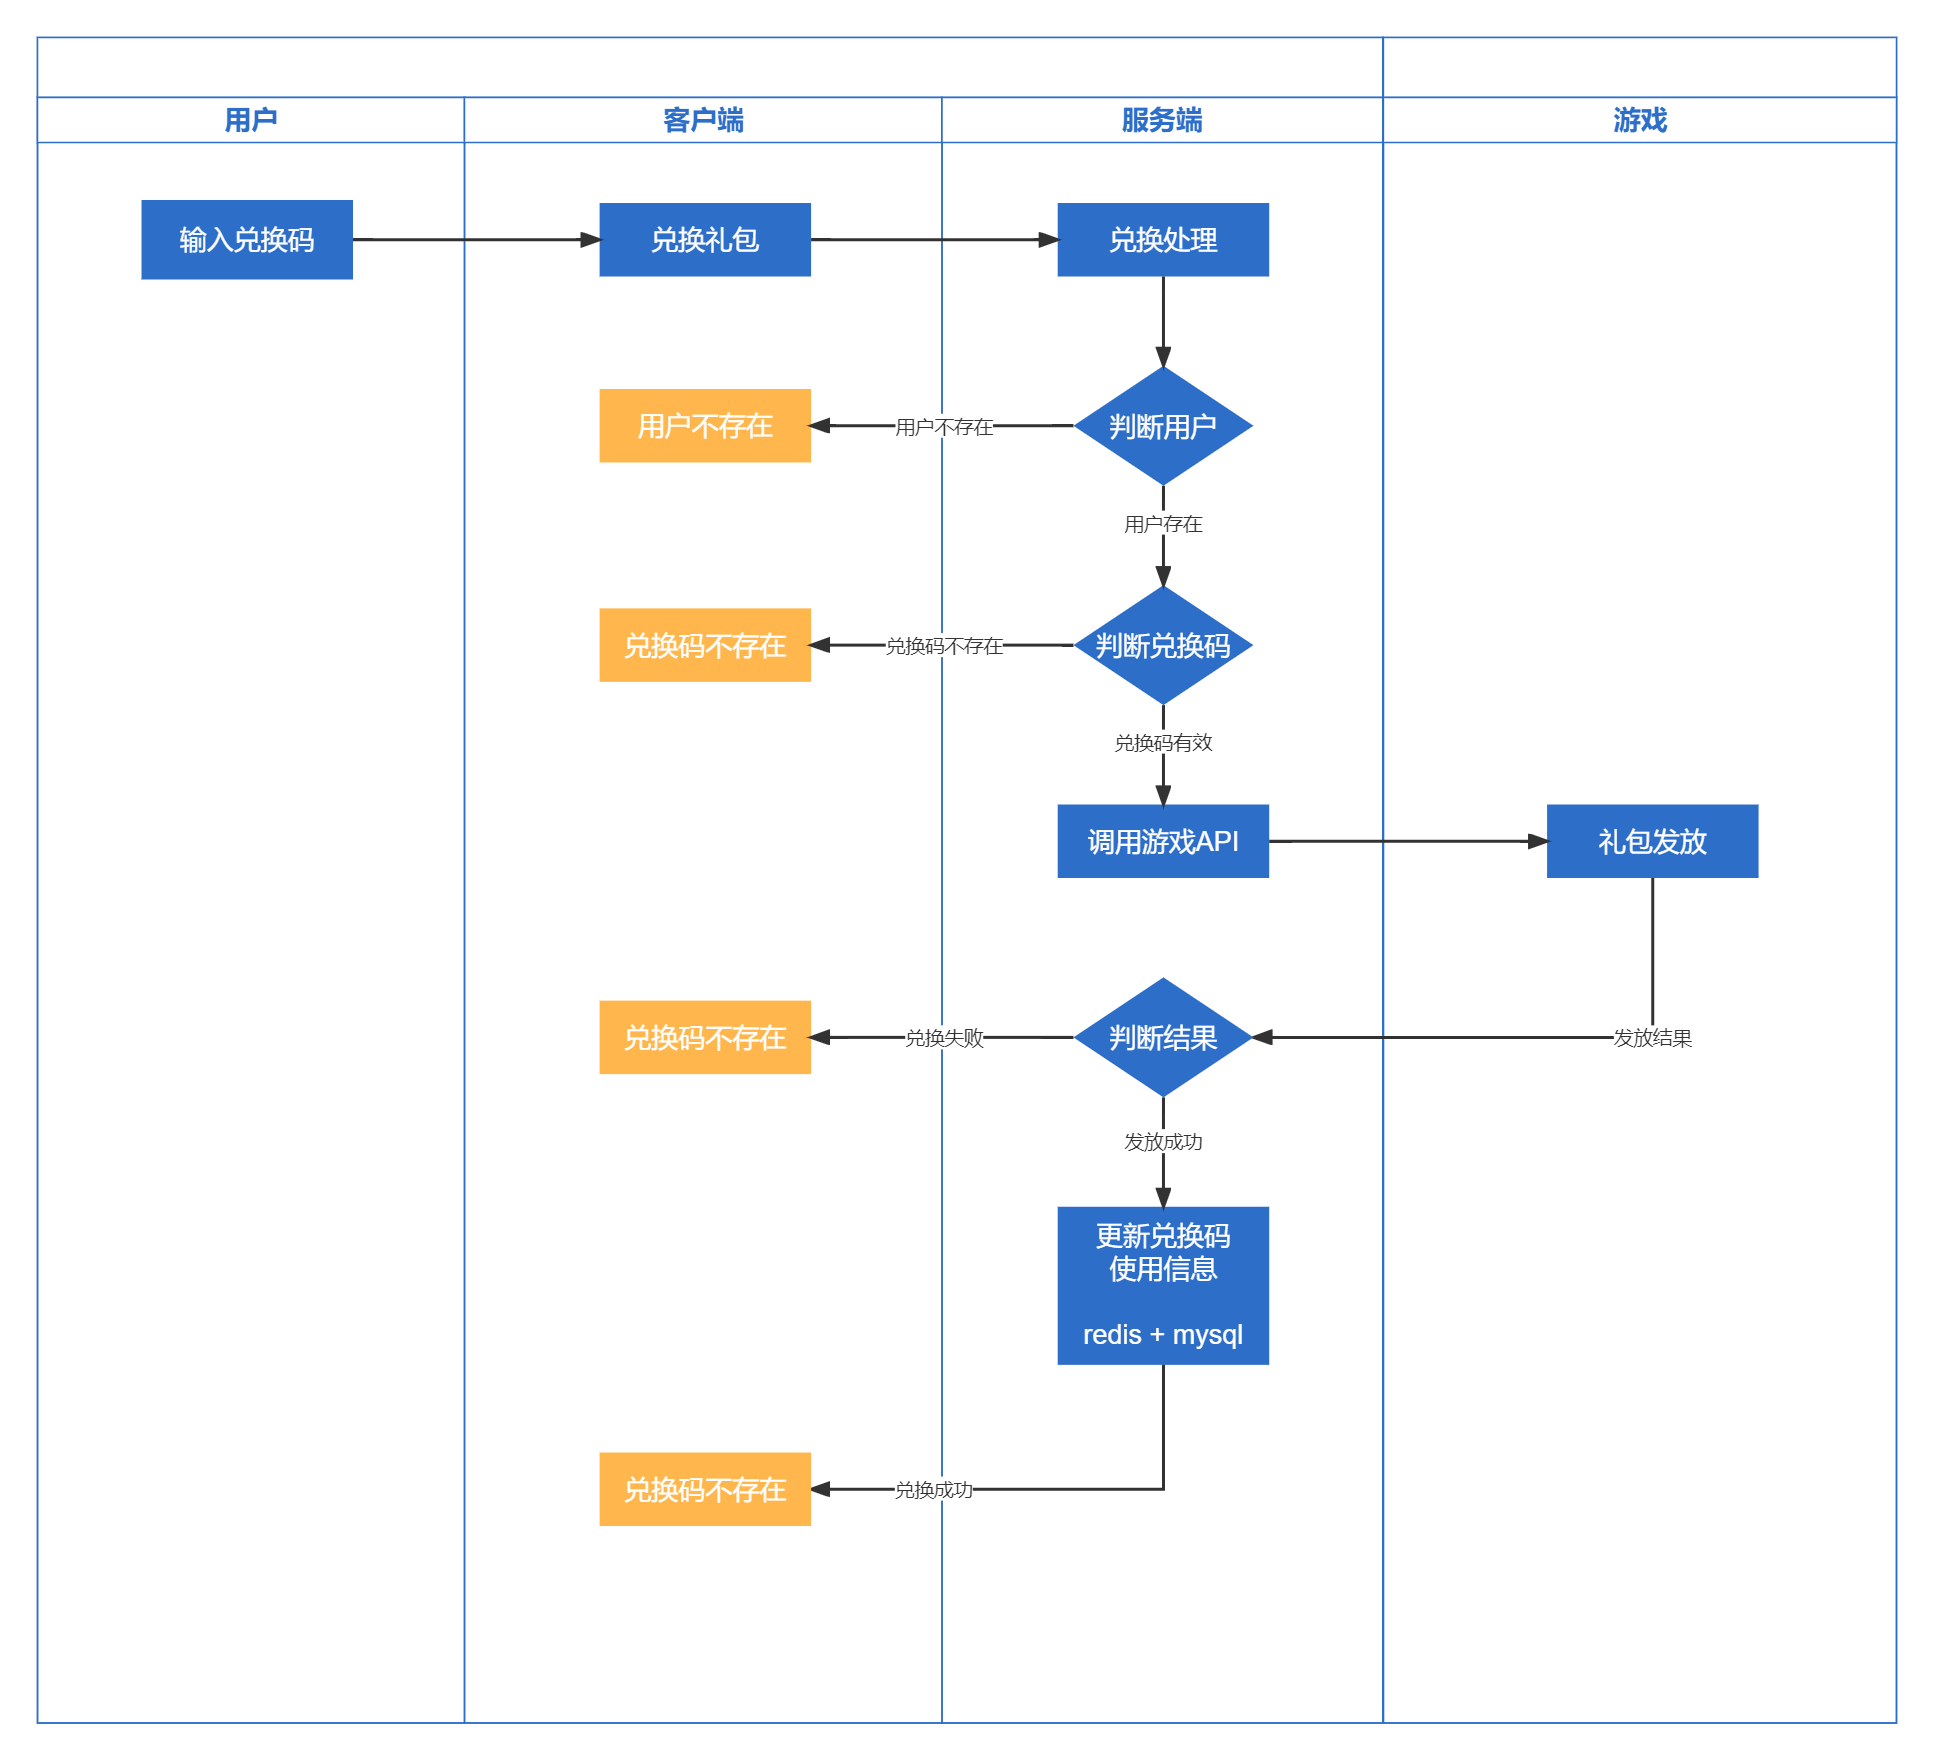 用户
客户端
服务端
游戏
输入兑换码
兑换礼包
兑换处理
用户不存在
用户不存在
判断用户
用户存在
兑换码不存在
兑换码不存在
判断兑换码
兑换码有效
调用游戏API
礼包发放
兑换码不存在
兑换失败
判断结果
发放结果
发放成功
更新兑换码
使用信息
redis + mysql
兑换码不存在
兑换成功